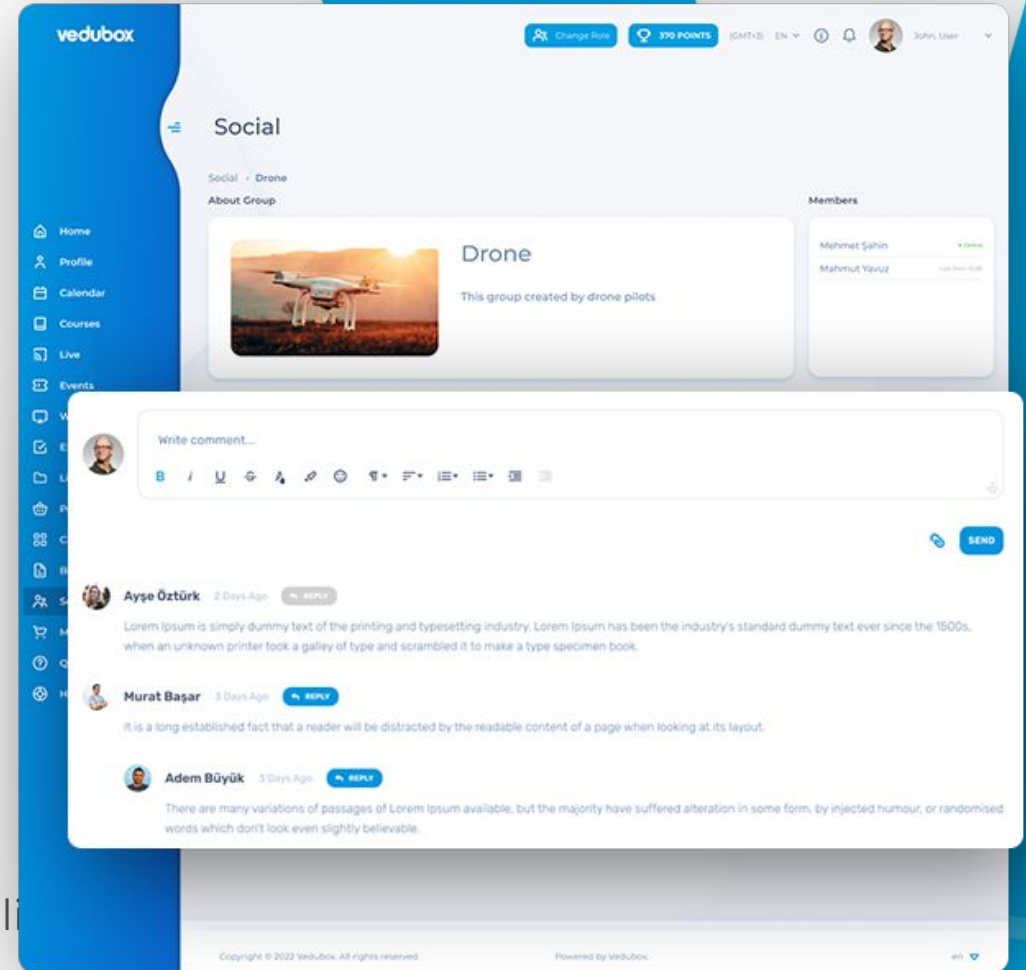 vedubox
Change Role
370 POINTS
(GMT+3) EN
John, User
Social
Social · Drone
About Group
Members
Drone
This group created by drone pilots
Mehmet Şahin
• Online
Mahmut Yavuz
Home
Profile
Calendar
Courses
Live
Events
Write comment...
B i U S
SEND
Ayşe Öztürk 2 Days Ago REPLY
Lorem Ipsum is simply dummy text of the printing and typesetting industry. Lorem Ipsum has been the industry's standard dummy text ever since the 1500s,
when an unknown printer took a galley of type and scrambled it to make a type specimen book.
Murat Başar 3 Days Ago REPLY
It is a long established fact that a reader will be distracted by the readable content of a page when looking at its layout.
Adem Büyük 3 Days Ago REPLY
There are many variations of passages of Lorem Ipsum available, but the majority have suffered alteration in some form, by injected humour, or randomised
words which don't look even slightly believable.
li
Copyright © 2022 Vedubox. All rights reserved.
Powered by Vedubox.
en